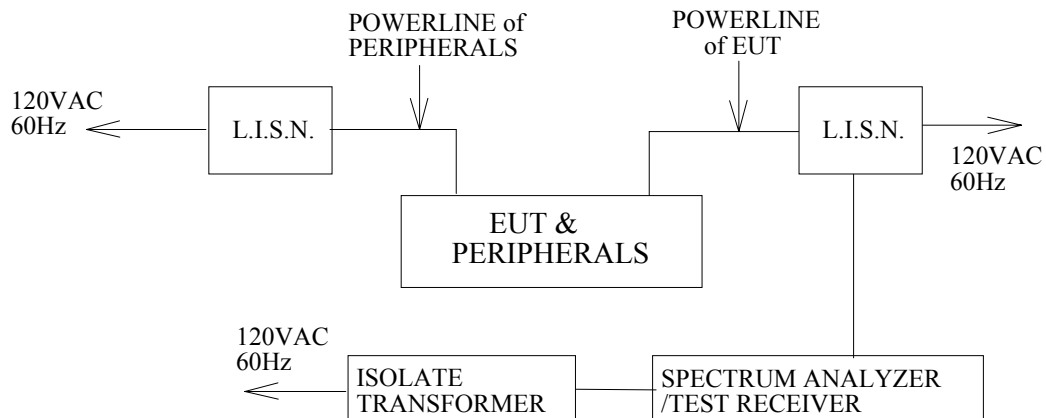 POWERLINE of
PERIPHERALS
POWERLINE
of EUT
120VAC
60Hz
L.I.S.N.
L.I.S.N.
120VAC
60Hz
EUT &
PERIPHERALS
120VAC
60Hz
ISOLATE
TRANSFORMER
SPECTRUM ANALYZER
/TEST RECEIVER